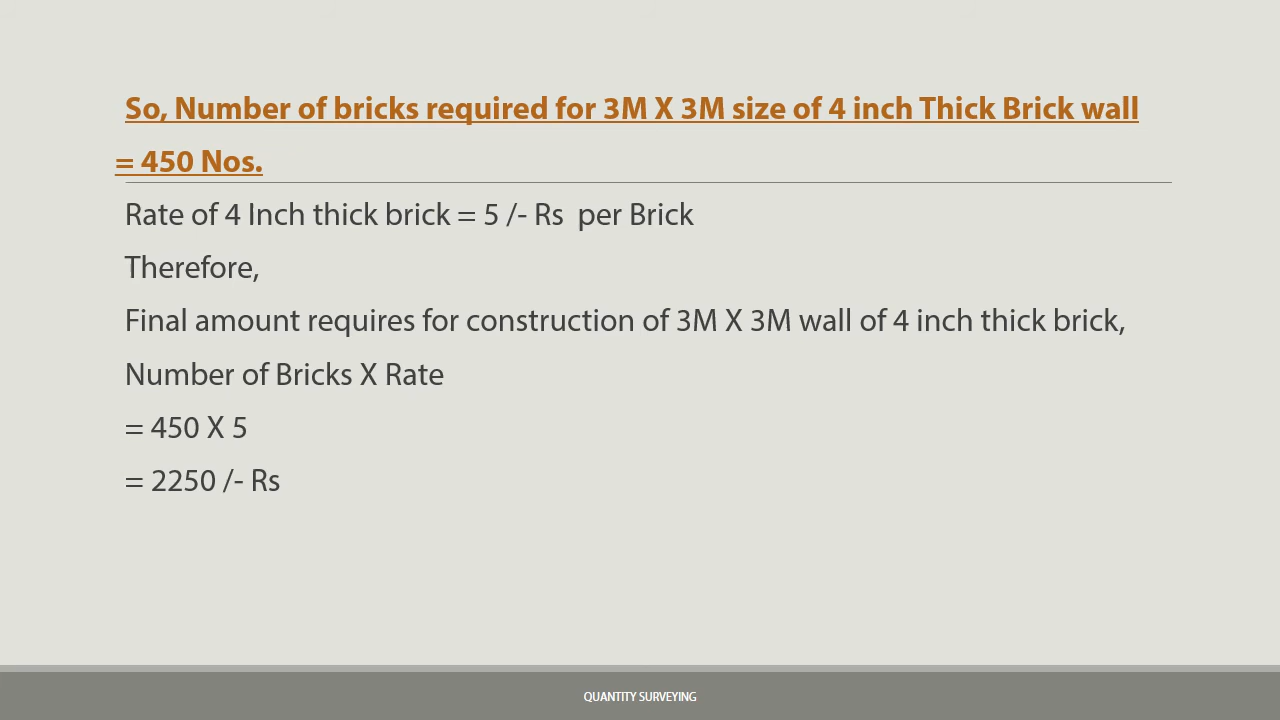 So, Number of bricks required for 3M X 3M size of 4 inch Thick Brick wall
= 450 Nos.
Rate of 4 Inch thick brick = 5 /- Rs  per Brick
Therefore,
Final amount requires for construction of 3M X 3M wall of 4 inch thick brick,
Number of Bricks X Rate
= 450 X 5
= 2250 /- Rs
QUANTITY SURVEYING